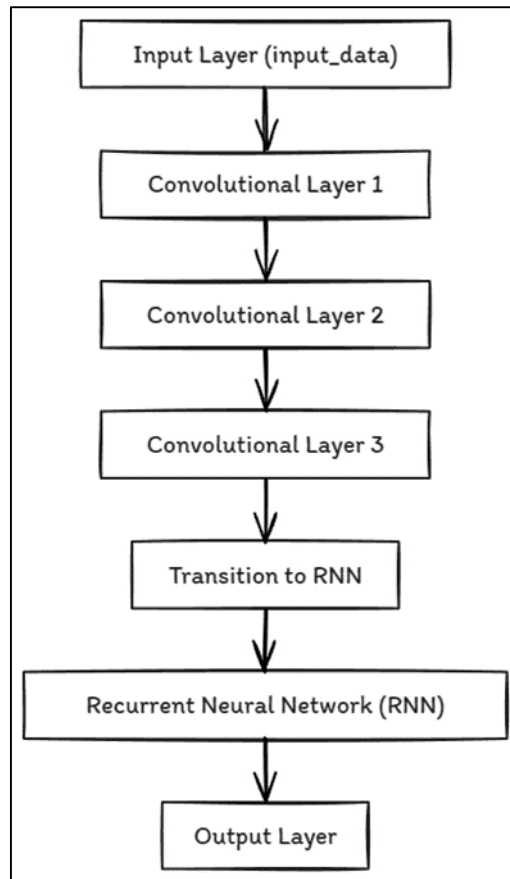 Input Layer (input_data)
Convolutional Layer 1
Convolutional Layer 2
Convolutional Layer 3
Transition to RNN
Recurrent Neural Network (RNN)
Output Layer